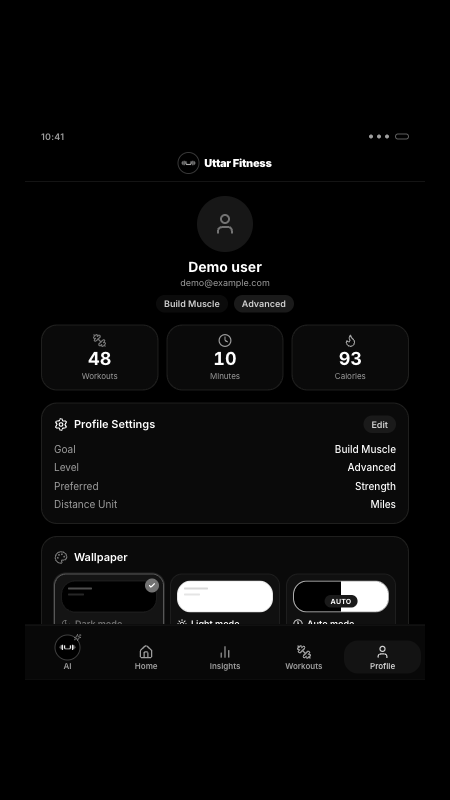 10:41
Uttar Fitness
Demo user
demo@example.com
Build Muscle Advanced
48 10 93
Workouts Minutes Calories
Profile Settings Edit
Goal Build Muscle
Level Advanced
Preferred Strength
Distance Unit Miles
Wallpaper
AUTO
Dark mode Light mode Auto mode
AI Home Insights Workouts Profile